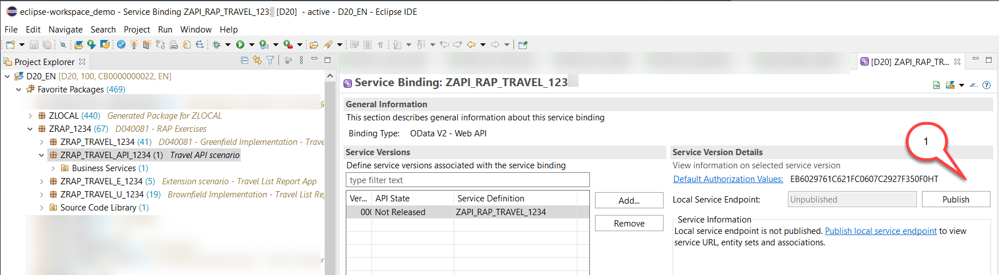 eclipse-workspace_demo - Service Binding ZAPI_RAP_TRAVEL_123 [D20] - active - D20_EN - Eclipse IDE
File Edit Navigate Search Project Run Window Help
Project Explorer
[D20] ZAPI_RAP_TR...
D20_EN [D20, 100, CB0000000022, EN]
Favorite Packages (469)
ZLOCAL (440) Generated Package for ZLOCAL
ZRAP_1234 (67) D040081 - RAP Exercises
ZRAP_TRAVEL_1234 (41) D040081 - Greenfield Implementation - Trave
ZRAP_TRAVEL_API_1234 (1) Travel API scenario
Business Services (1)
ZRAP_TRAVEL_E_1234 (5) Extension scenario - Travel List Report App
ZRAP_TRAVEL_U_1234 (19) Brownfield Implementation - Travel List Rep
Source Code Library (1)
Service Binding: ZAPI_RAP_TRAVEL_123
General Information
This section describes general information about this service binding
Binding Type: OData V2 - Web API
Service Versions
Define service versions associated with the service binding
type filter text
Ver... API State Service Definition
000 Not Released ZAPI_RAP_TRAVEL_1234
Add...
Remove
1
Service Version Details
View information on selected service version
Default Authorization Values: EB6029761C621FC0607C2927F350F0HT
Local Service Endpoint: Unpublished Publish
Service Information
Local service endpoint is not published. Publish local service endpoint to view
service URL, entity sets and associations.